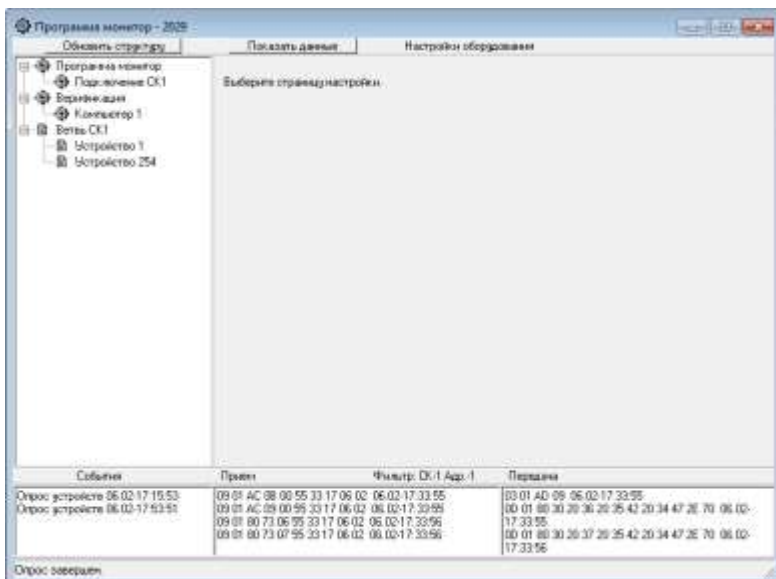 Программа монитор - 2029
Обновить структуру
Показать данные
Настройки оборудования
Программа монитор
Подключение СК1
Верификация
Компьютер 1
Ветвь СК1
Устройство 1
Устройство 254
Выберите страницу настройки.
События
Прием
Фильтр: СК-1 Адр.-1
Передача
Опрос устройств 06.02-17:15:53
Опрос устройств 06.02-17:53:51
09 01 AC 08 00 55 33 17 06 02 06.02-17:33:55
09 01 AC 09 00 55 33 17 06 02 06.02-17:33:55
09 01 80 73 06 55 33 17 06 02 06.02-17:33:56
09 01 80 73 07 55 33 17 06 02 06.02-17:33:56
03 01 AD 09 06.02-17:33:55
0D 01 80 30 20 36 20 35 42 20 34 47 2E 70 06.02-
17:33:55
0D 01 80 30 20 37 20 35 42 20 34 47 2E 70 06.02-
17:33:56
Опрос завершен